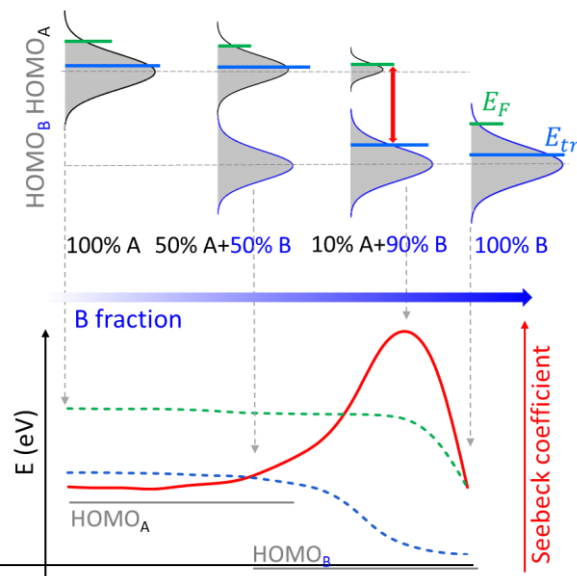 HOMO_B HOMO_A
E_F
E_tr
100% A 50% A+50% B 10% A+90% B 100% B
B fraction
E (eV)
Seebeck coefficient
HOMO_A
HOMO_B